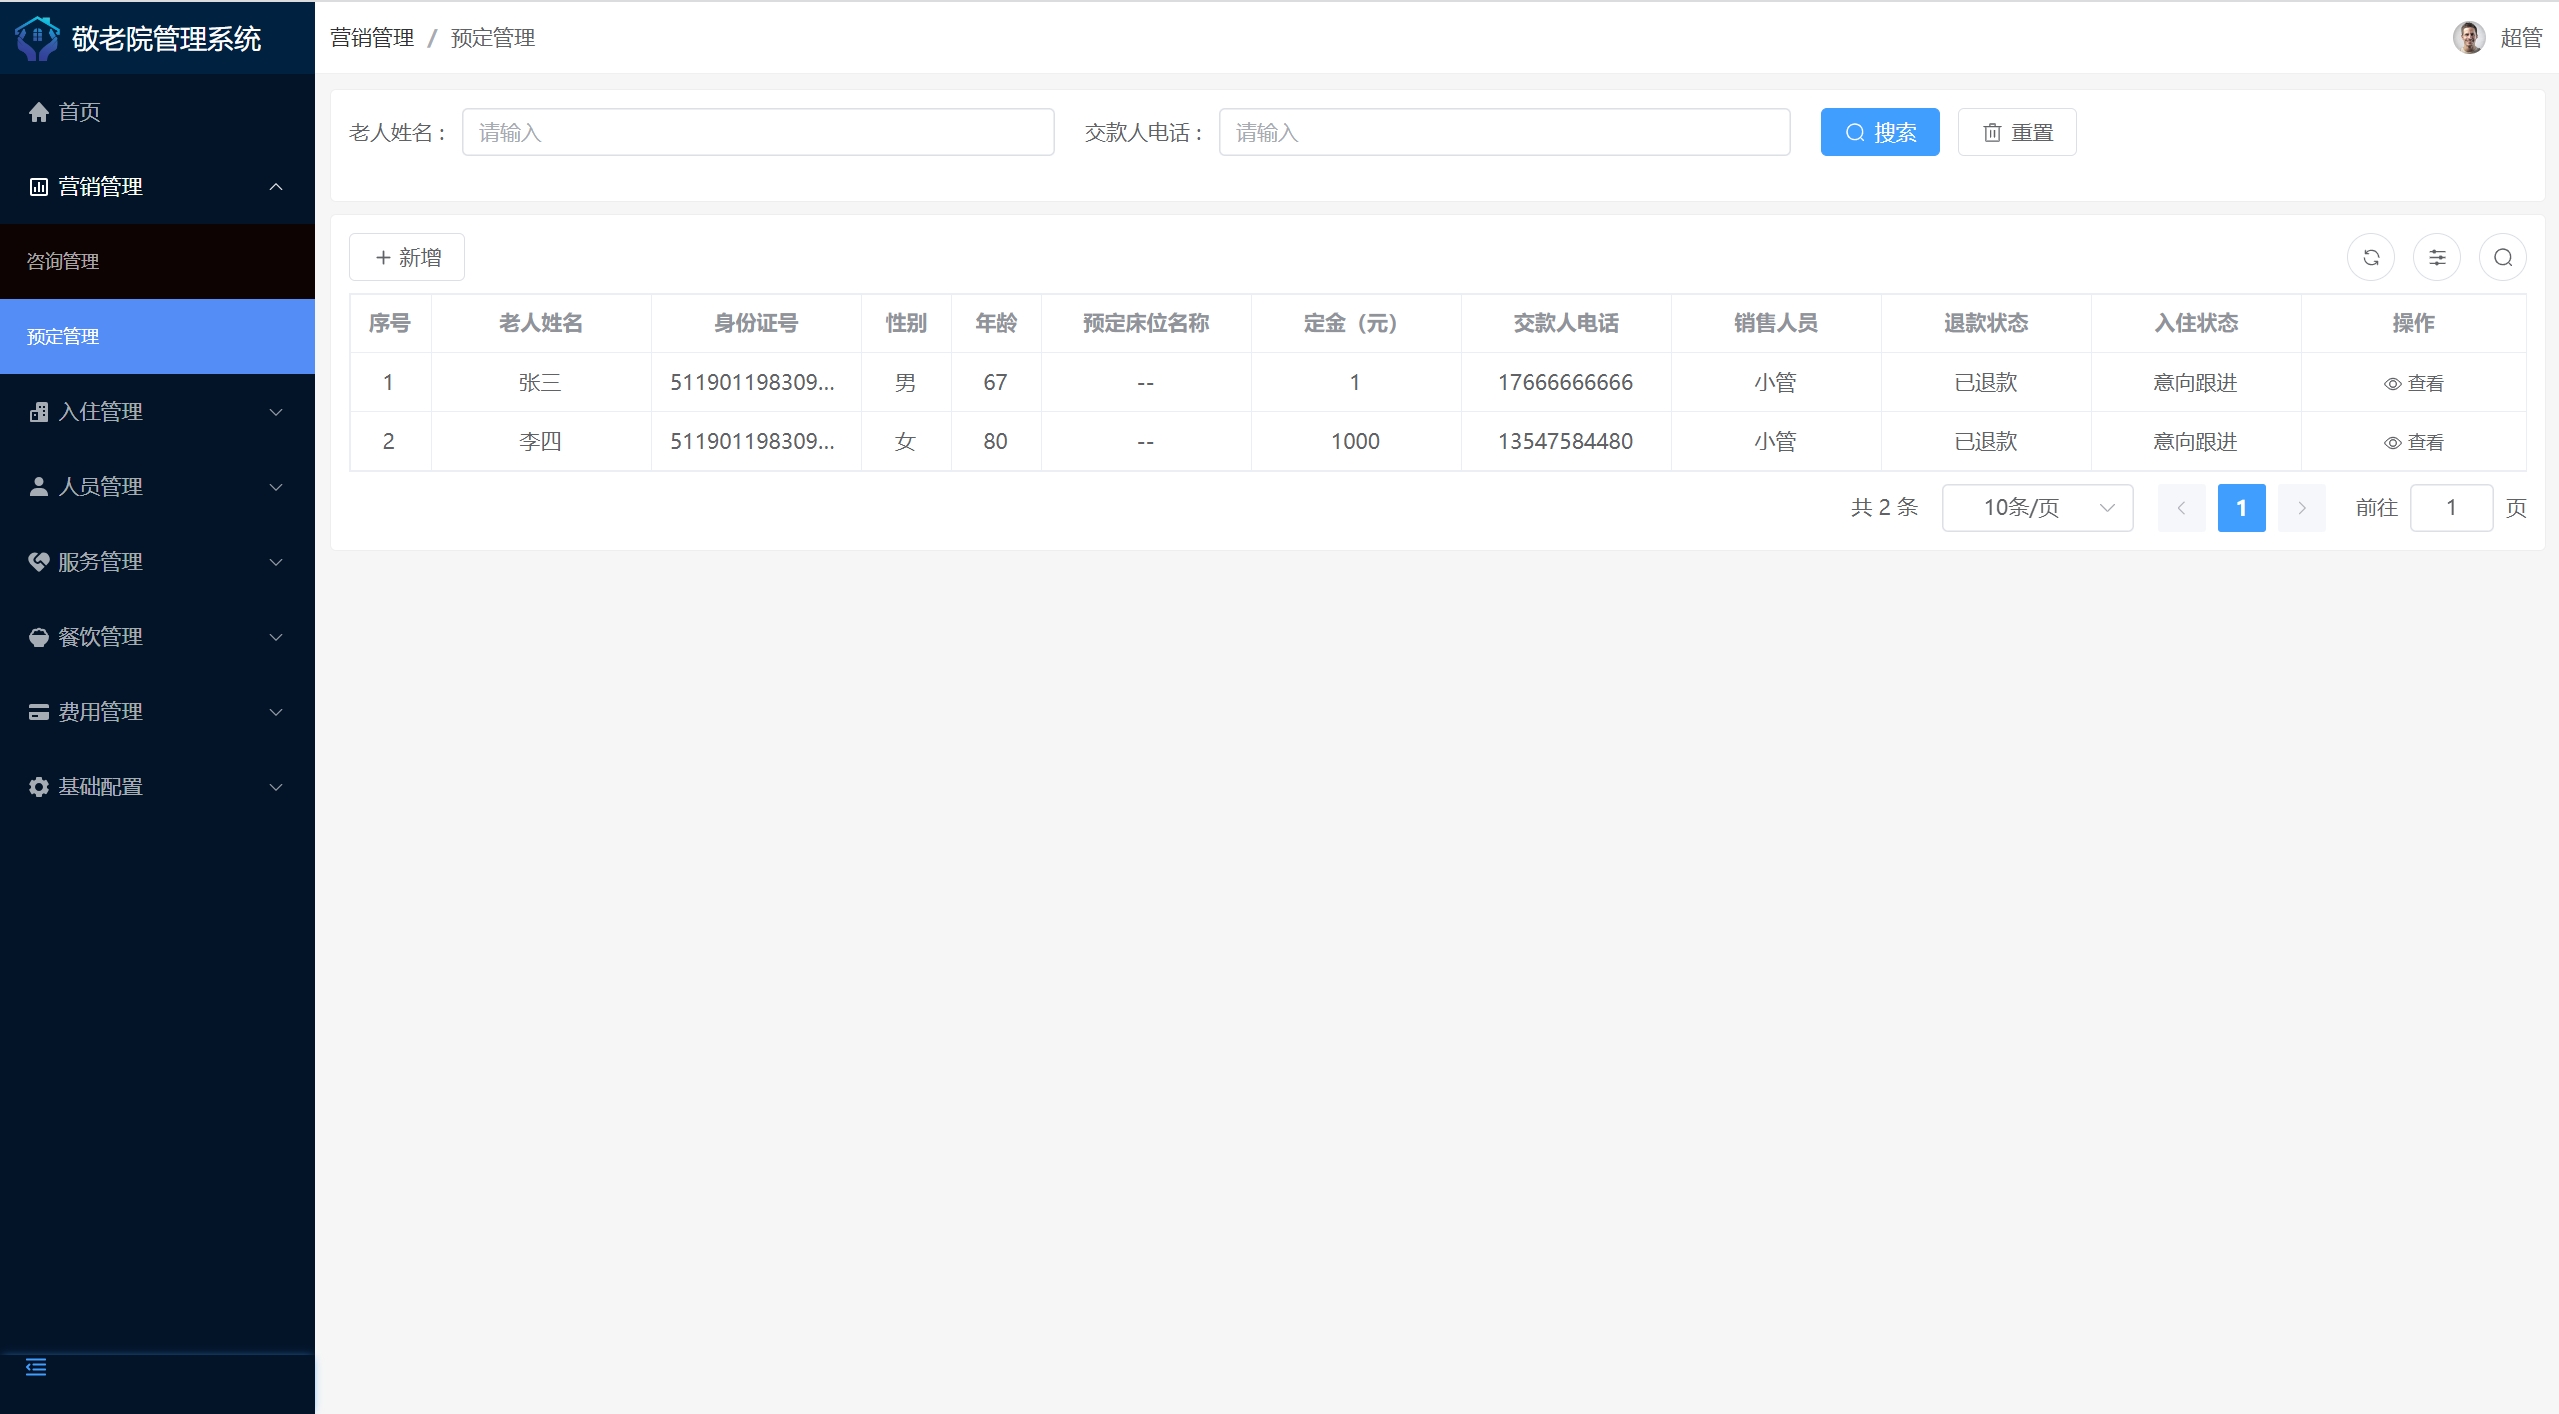 敬老院管理系统
首页
营销管理
咨询管理
预定管理
入住管理
人员管理
服务管理
餐饮管理
费用管理
基础配置
营销管理 / 预定管理
超管
老人姓名： 请输入 交款人电话： 请输入 搜索 重置
+ 新增
序号 老人姓名 身份证号 性别 年龄 预定床位名称 定金（元） 交款人电话 销售人员 退款状态 入住状态 操作
1 张三 511901198309... 男 67 -- 1 17666666666 小管 已退款 意向跟进 查看
2 李四 511901198309... 女 80 -- 1000 13547584480 小管 已退款 意向跟进 查看
共 2 条 10条/页 1 前往 1 页